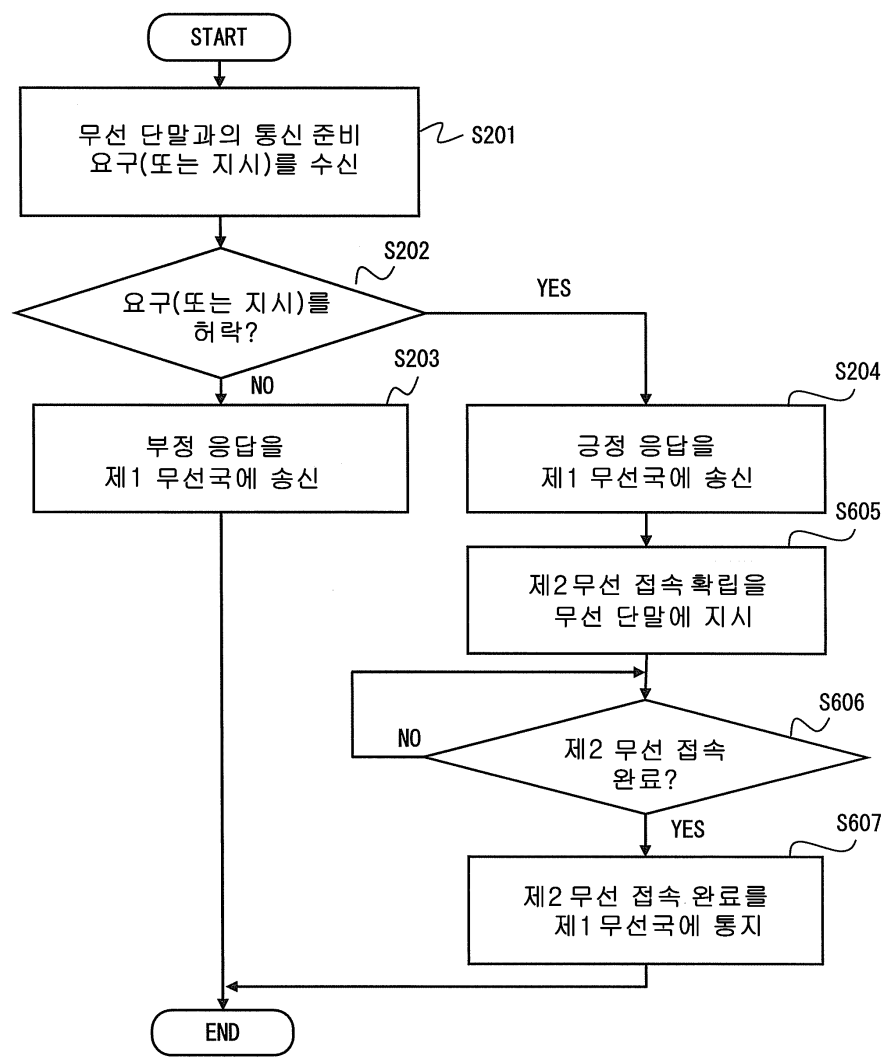 START
무선 단말과의 통신 준비
요구(또는 지시)를 수신
S201
S202
요구(또는 지시)를
허락?
YES
NO
S203
부정 응답을
제1 무선국에 송신
S204
긍정 응답을
제1 무선국에 송신
S605
제2 무선 접속 확립을
무선 단말에 지시
S606
NO
제2 무선 접속
완료?
YES
S607
제2 무선 접속 완료를
제1 무선국에 통지
END